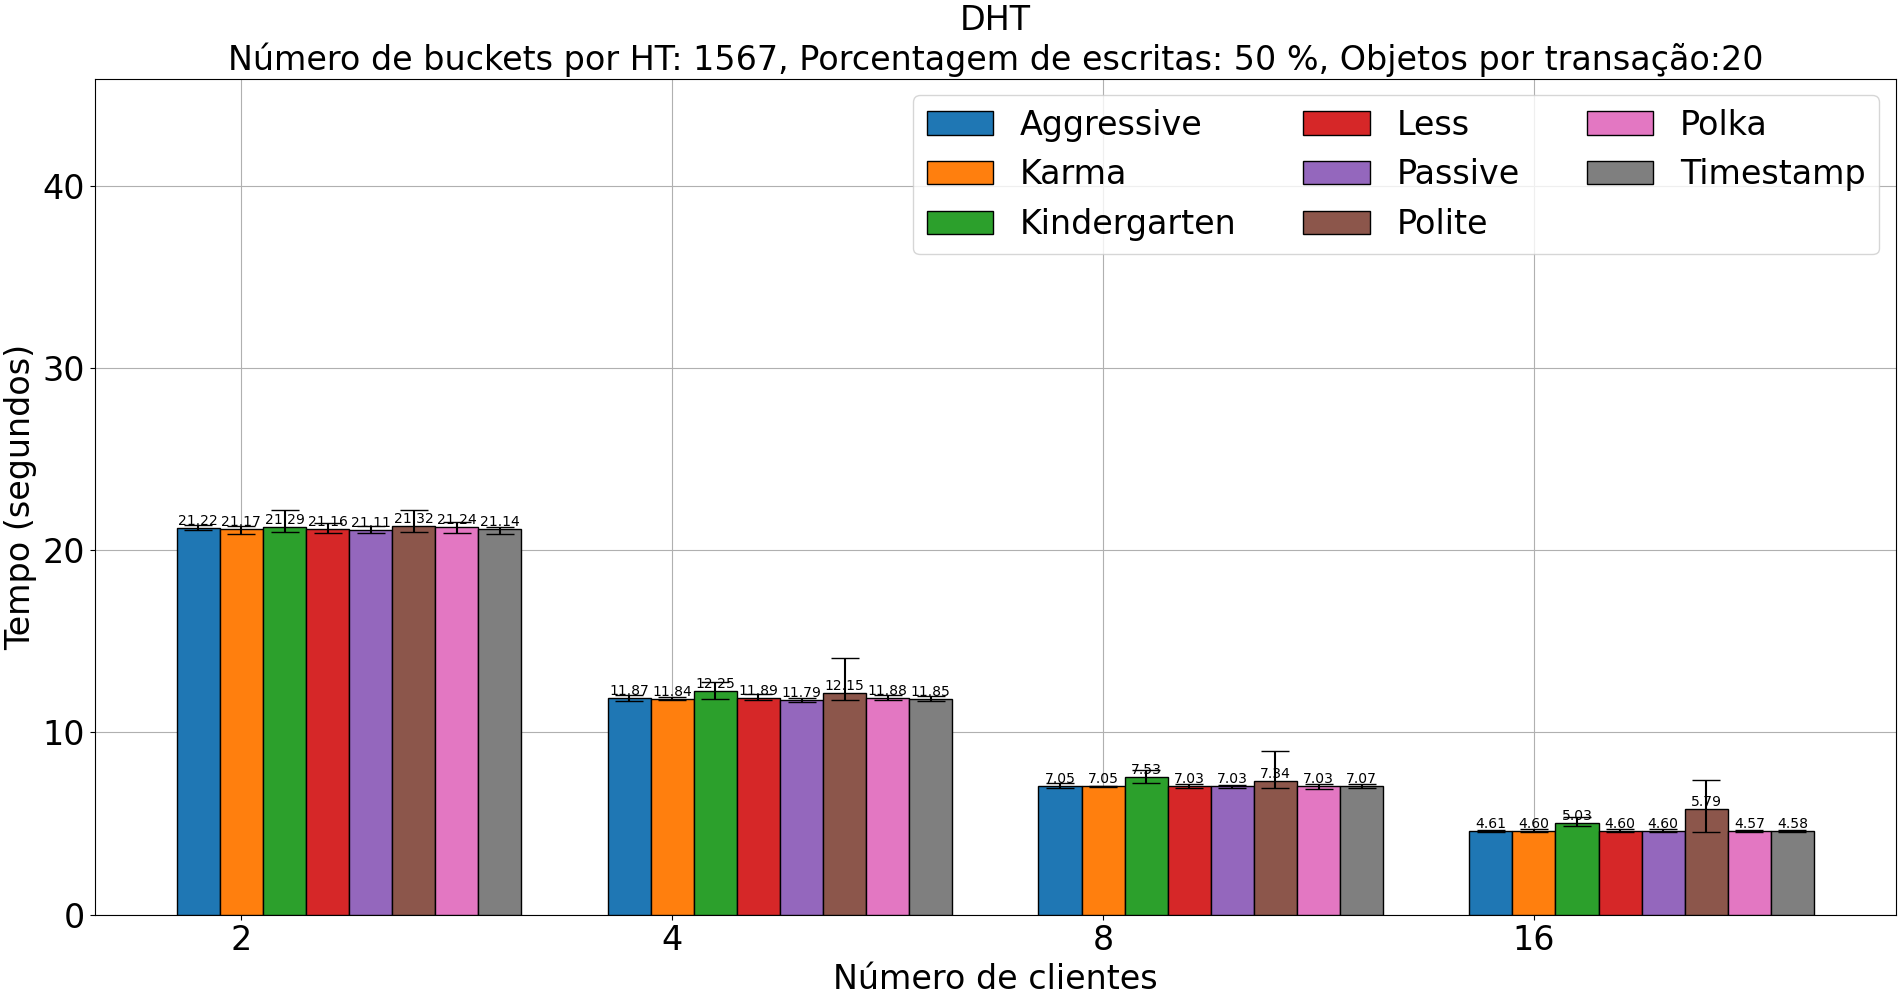 DHT
Número de buckets por HT: 1567, Porcentagem de escritas: 50 %, Objetos por transação:20
Aggressive
Karma
Kindergarten
Less
Passive
Polite
Polka
Timestamp
Tempo (segundos)
40
30
20
10
0
21.22 21.17 21.29 21.16 21.11 21.32 21.24 21.14
11.87 11.84 12.25 11.89 11.79 12.15 11.88 11.85
7.05 7.05 7.53 7.03 7.03 7.34 7.03 7.07
4.61 4.60 5.03 4.60 4.60 5.79 4.57 4.58
2 4 8 16
Número de clientes